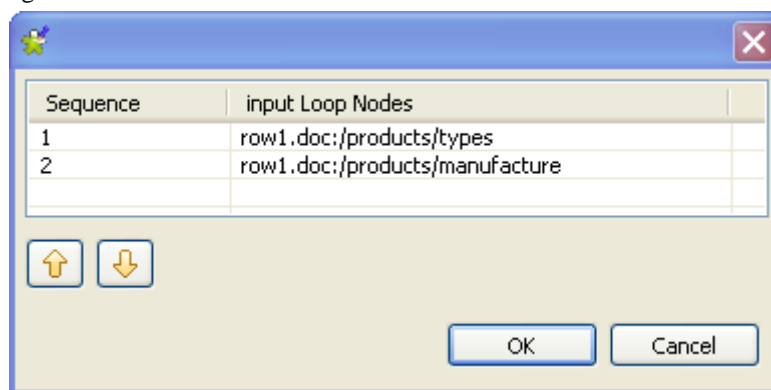 Sequence input Loop Nodes
1 row1.doc:/products/types
2 row1.doc:/products/manufacture
OK Cancel